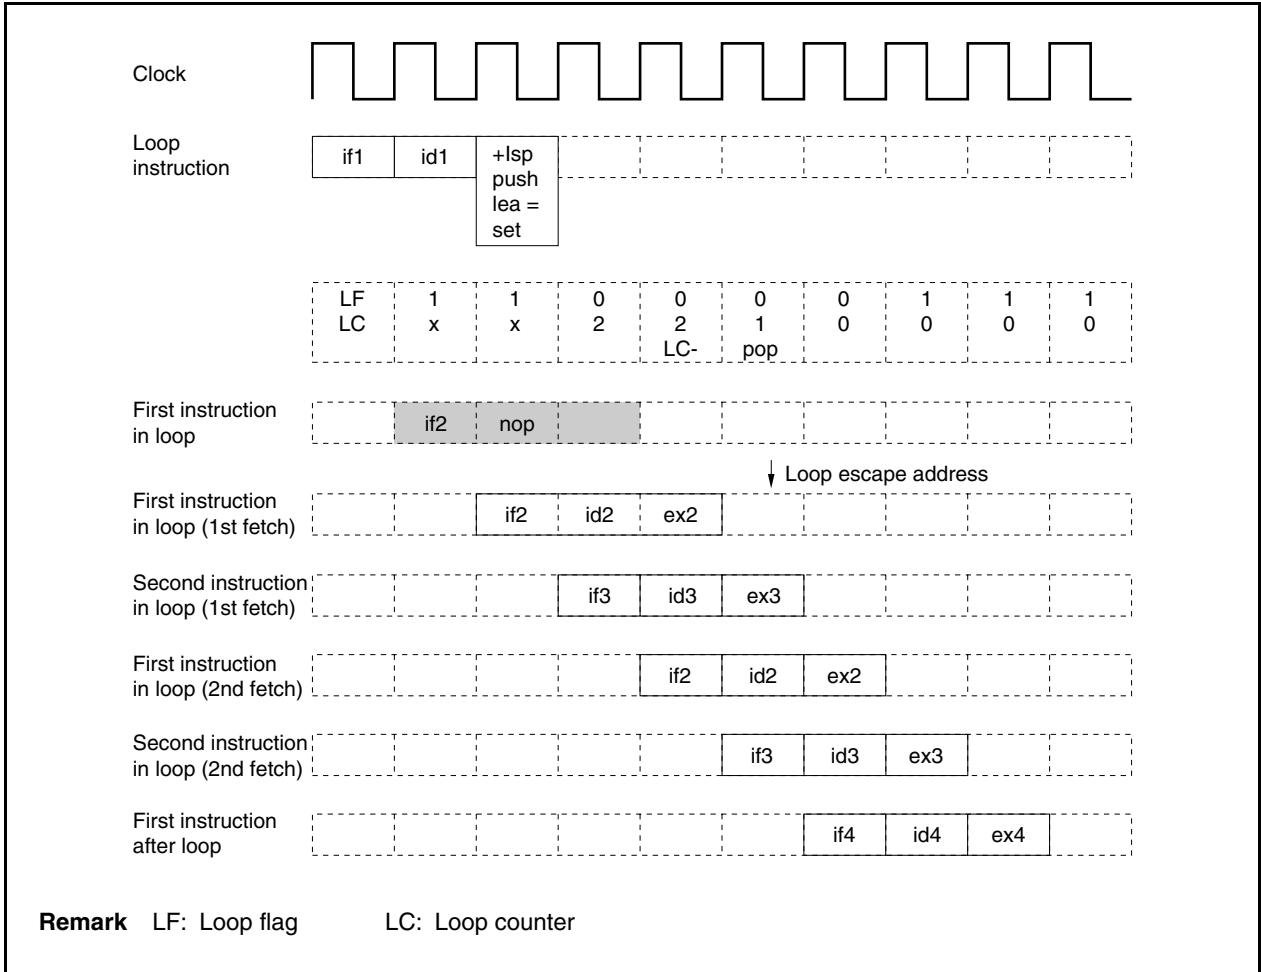 Clock
Loop
instruction
if1 id1 +lsp
push
lea =
set
LF 1 1 0 0 0 0 1 1 1
LC x x 2 2 1 0 0 0 0
LC- pop
First instruction
in loop
if2 nop
Loop escape address
First instruction
in loop (1st fetch)
if2 id2 ex2
Second instruction
in loop (1st fetch)
if3 id3 ex3
First instruction
in loop (2nd fetch)
if2 id2 ex2
Second instruction
in loop (2nd fetch)
if3 id3 ex3
First instruction
after loop
if4 id4 ex4
Remark LF: Loop flag LC: Loop counter